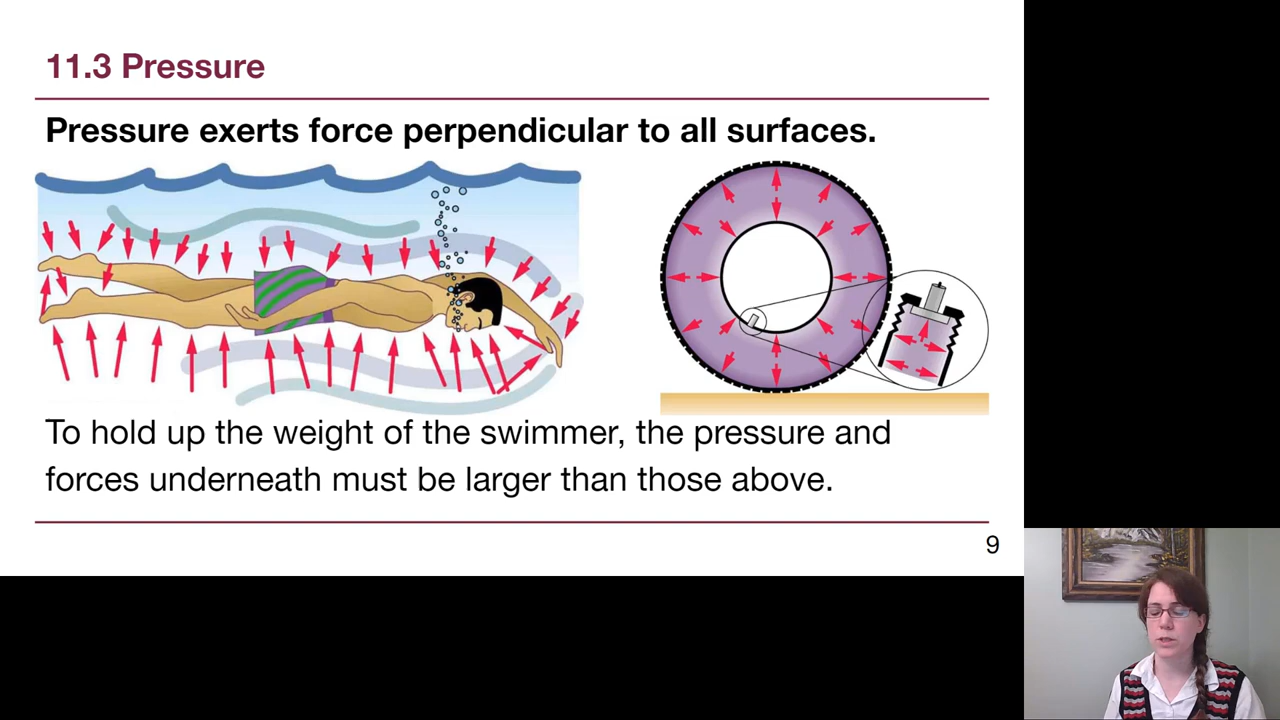 11.3 Pressure
Pressure exerts force perpendicular to all surfaces.
To hold up the weight of the swimmer, the pressure and
forces underneath must be larger than those above.
9